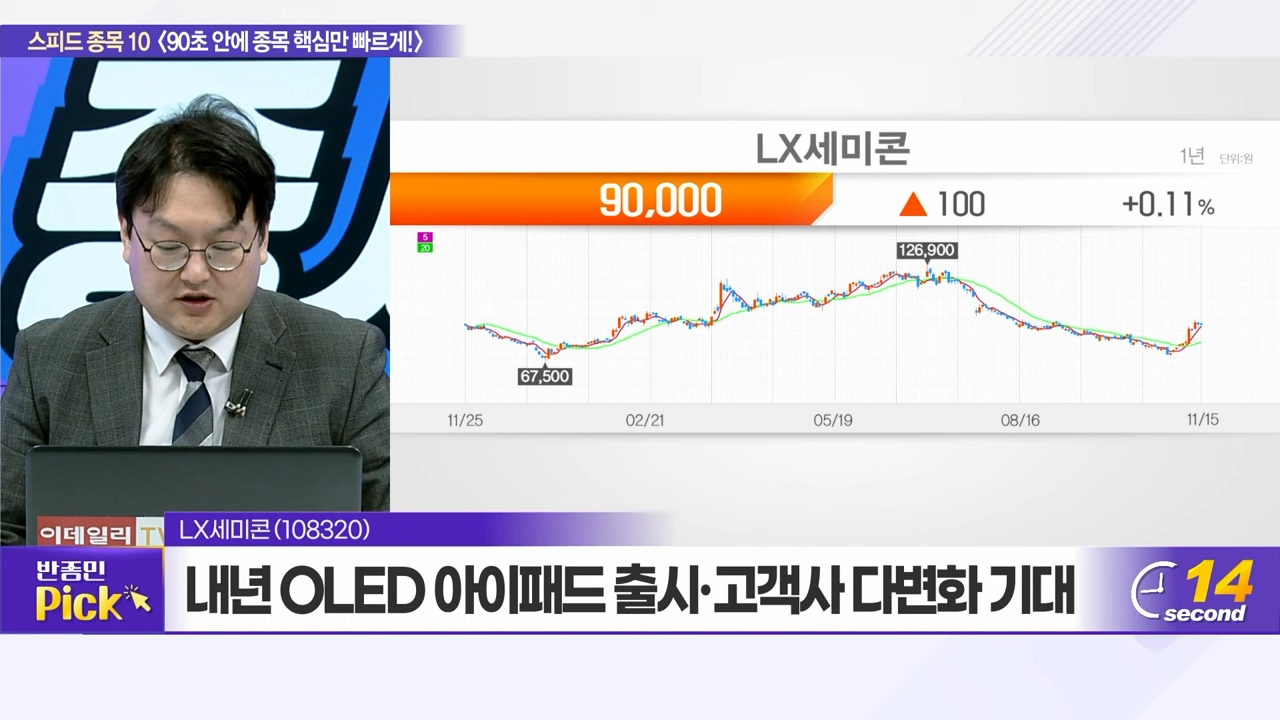 스피드 종목 10 〈90초 안에 종목 핵심만 빠르게!〉
종
LX세미콘
1년 단위:원
90,000 ▲ 100 +0.11%
5
20
126,900
67,500
11/25 02/21 05/19 08/16 11/15
이데일리 TV
LX세미콘(108320)
반종민
Pick
내년 OLED 아이패드 출시·고객사 다변화 기대
14
second